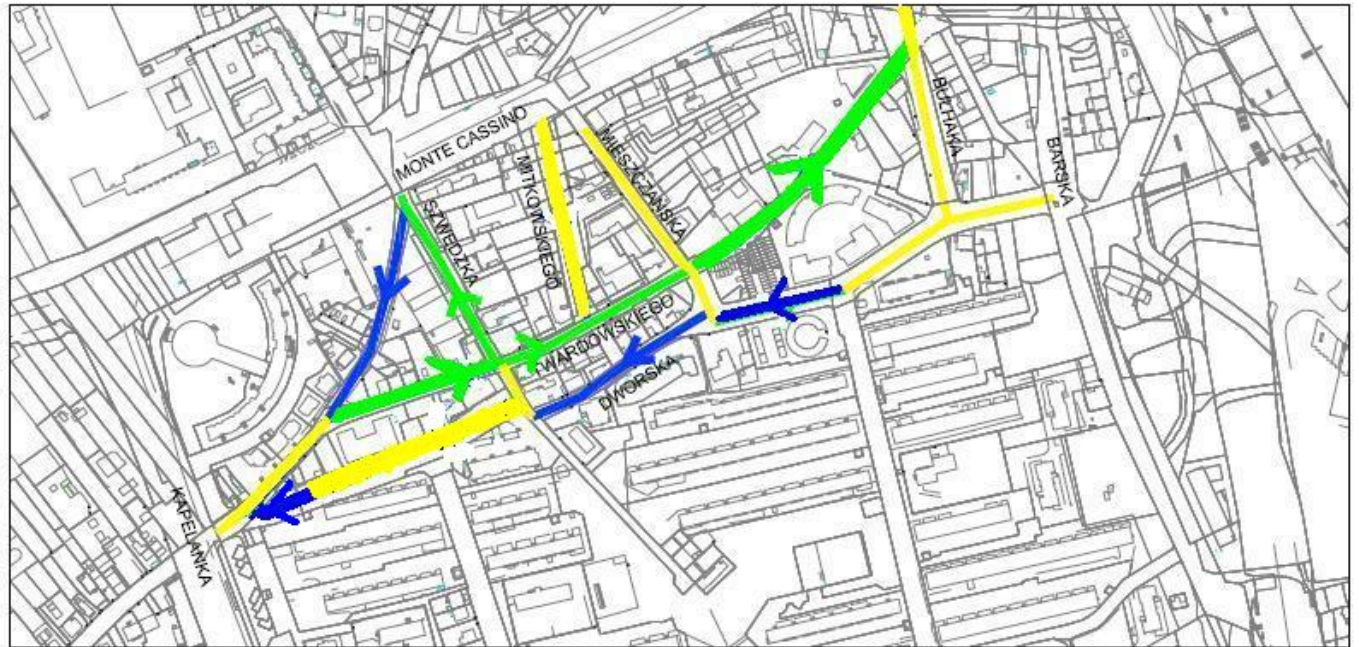 MONTE CASSINO
SZWEDZKA
MITKOWSKIEGO
MIESZCZAŃSKA
BUŁHAKA
BARSKA
TWARDOWSKIEGO
DWORSKA
KAPELANKA